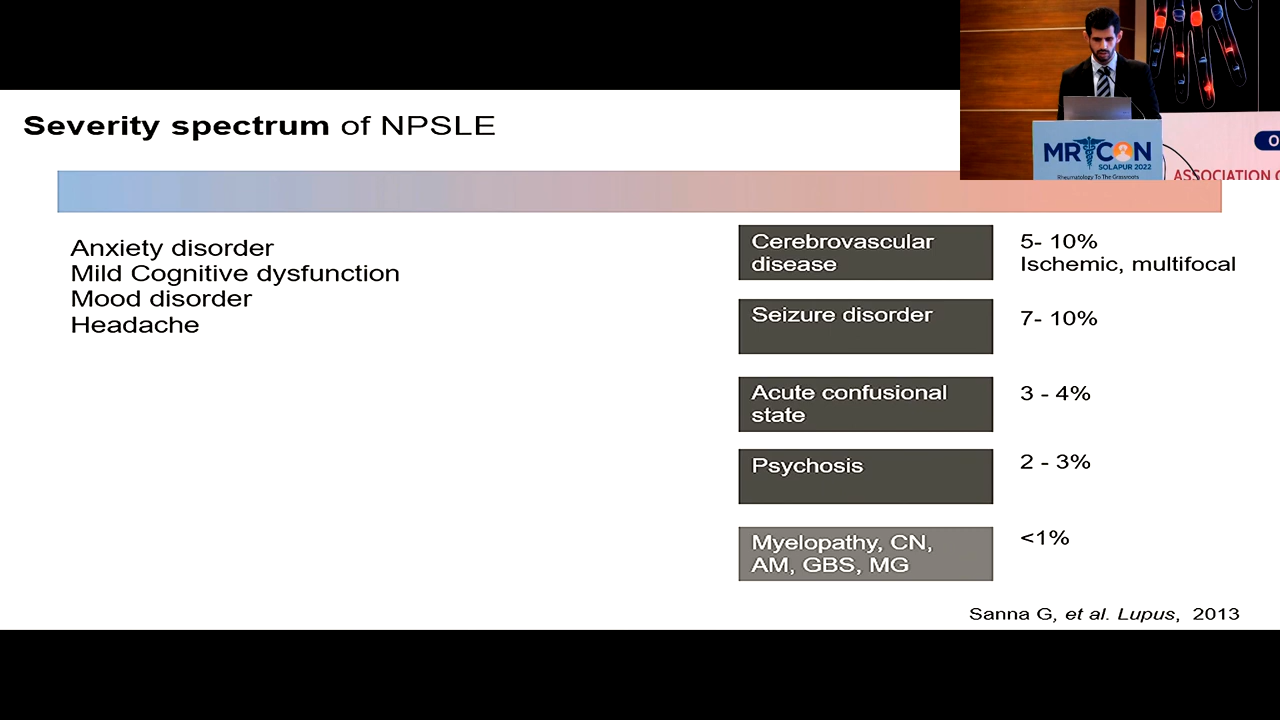 Severity spectrum of NPSLE
Anxiety disorder
Mild Cognitive dysfunction
Mood disorder
Headache
Cerebrovascular
disease
5- 10%
Ischemic, multifocal
Seizure disorder
7- 10%
Acute confusional
state
3 - 4%
Psychosis
2 - 3%
Myelopathy, CN,
AM, GBS, MG
<1%
Sanna G, et al. Lupus, 2013
MRCON
SOLAPUR 2022
Rheumatology To The Grassroots
ASSOCIATION